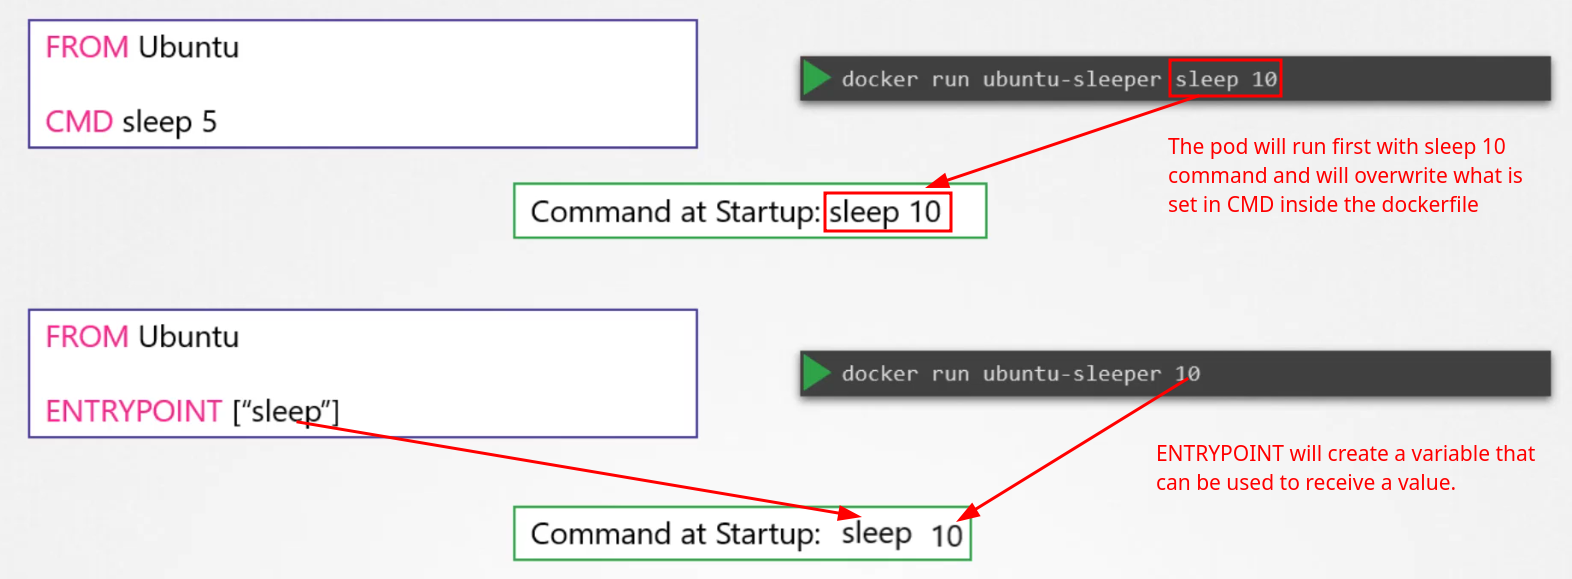 FROM Ubuntu
CMD sleep 5
docker run ubuntu-sleeper sleep 10
The pod will run first with sleep 10
command and will overwrite what is
set in CMD inside the dockerfile
Command at Startup: sleep 10
FROM Ubuntu
ENTRYPOINT [“sleep”]
docker run ubuntu-sleeper 10
ENTRYPOINT will create a variable that
can be used to receive a value.
Command at Startup: sleep 10